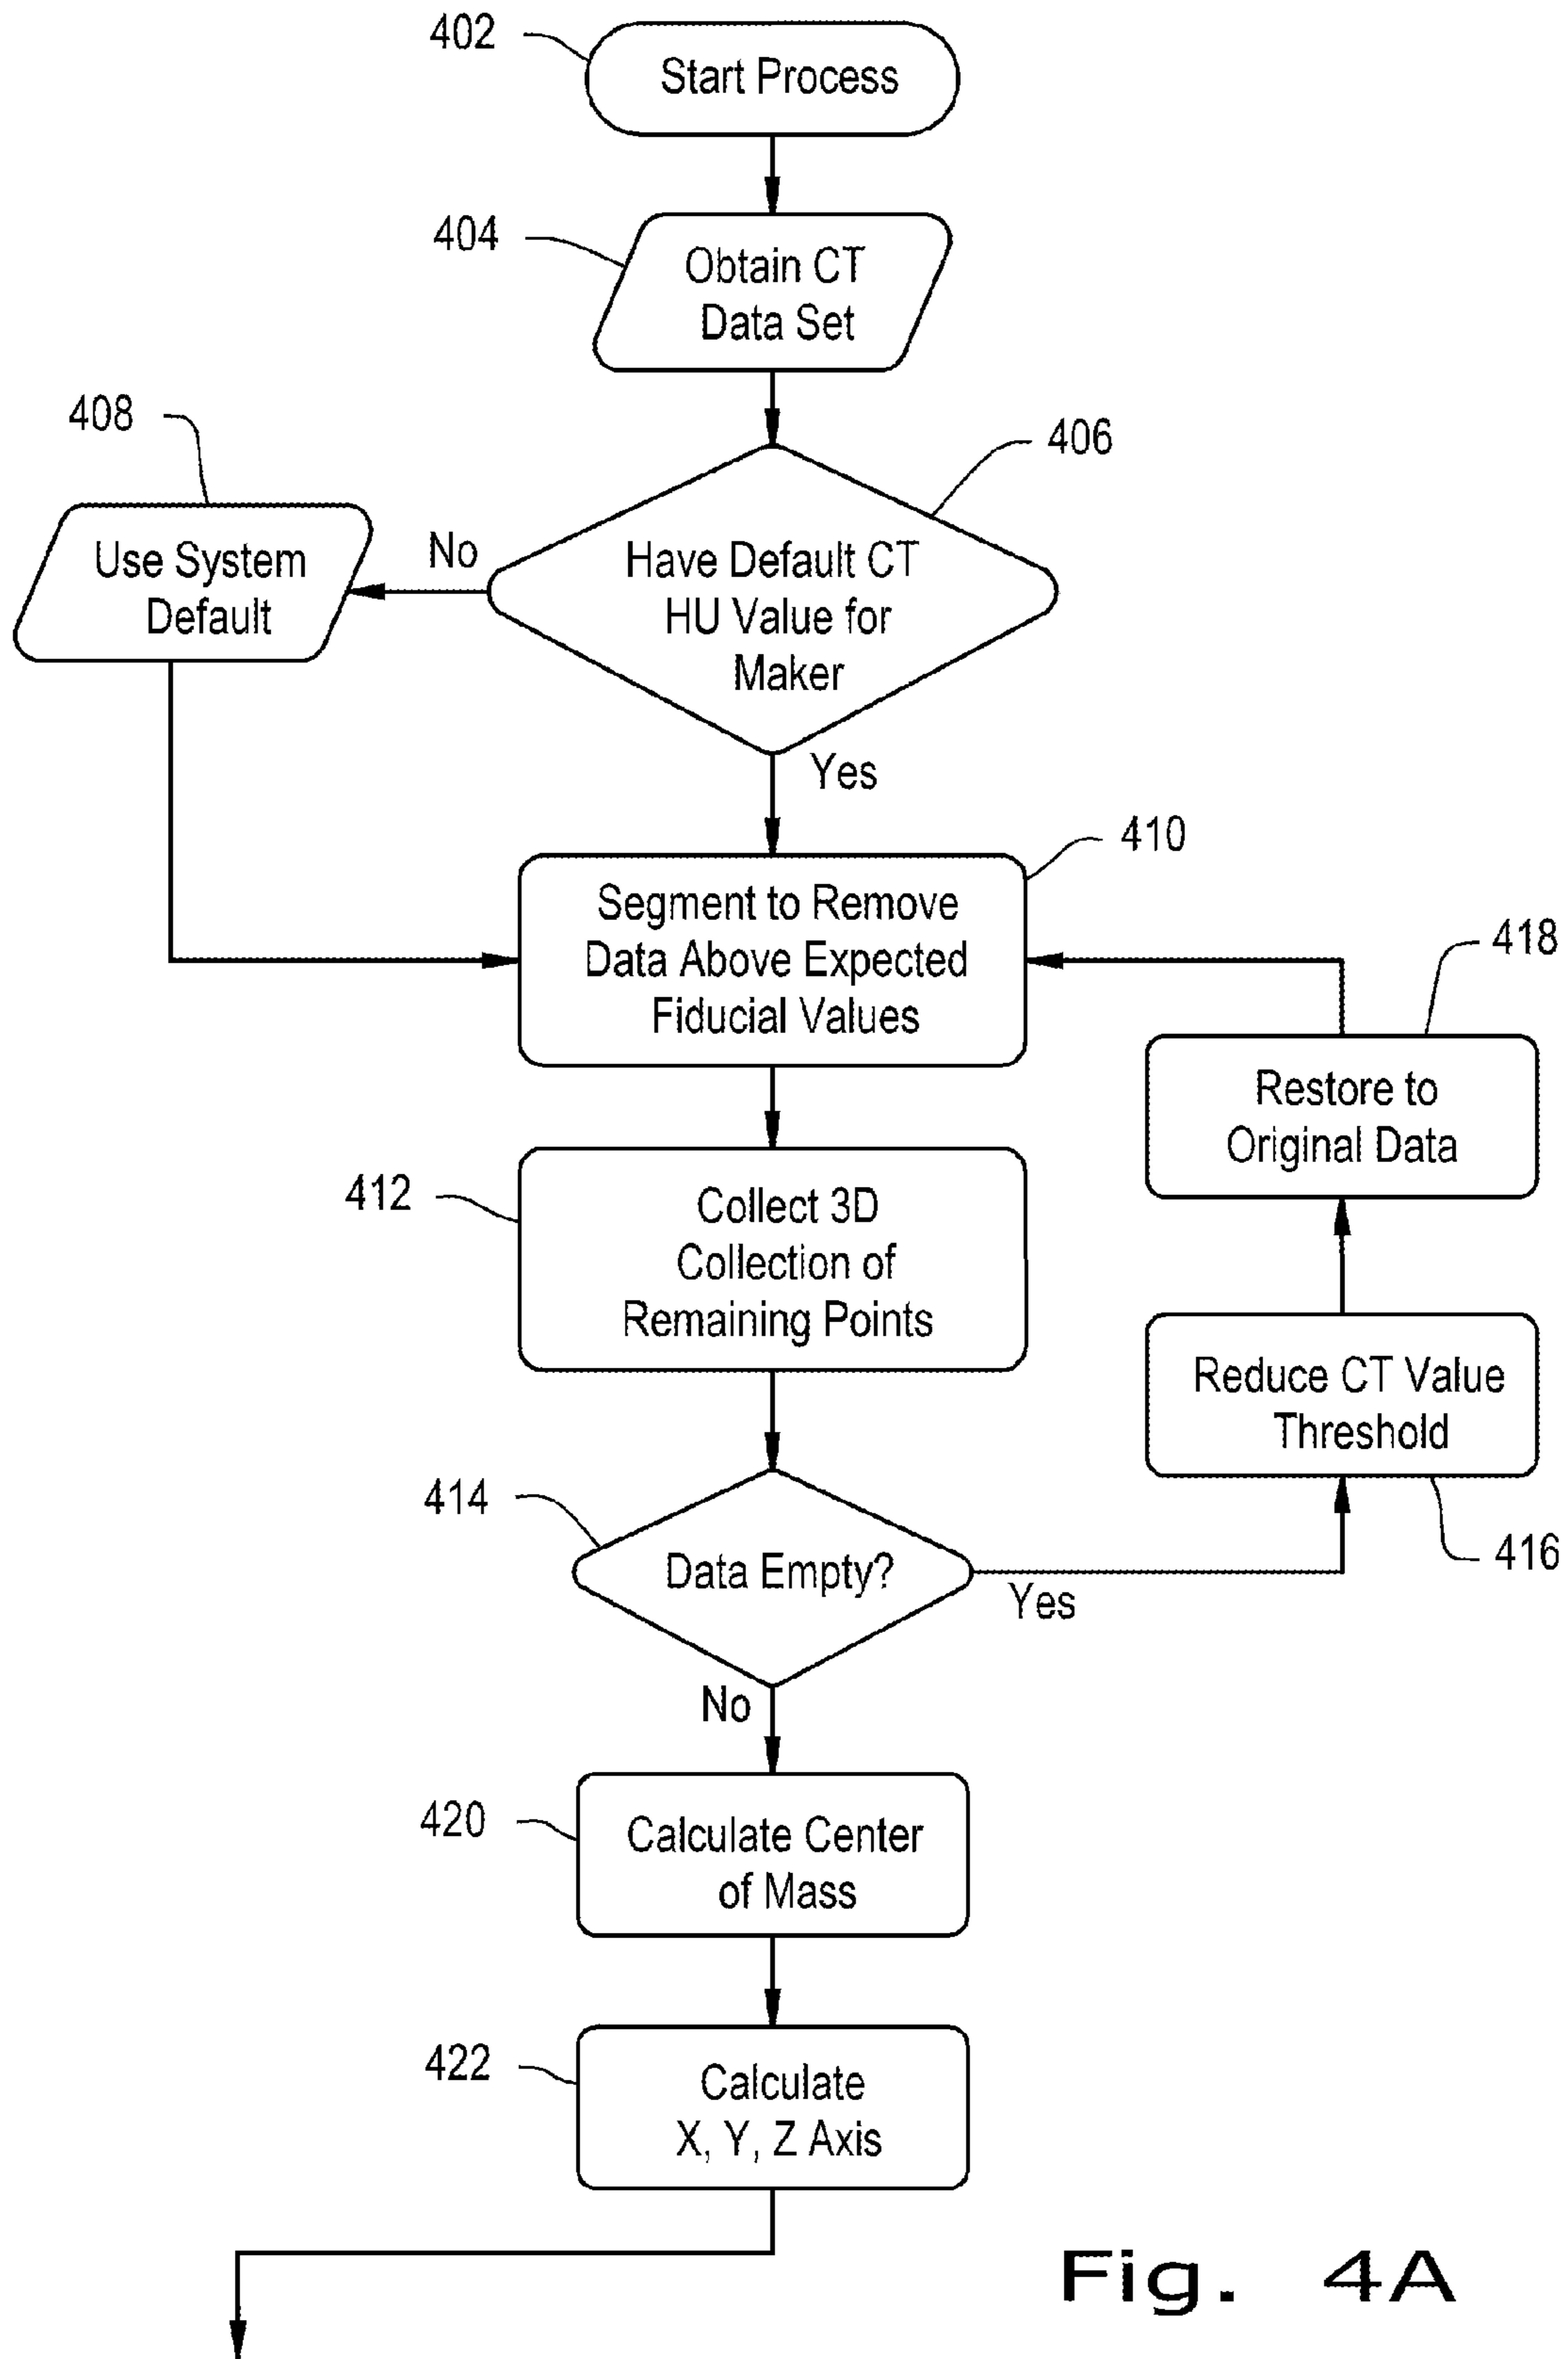 402
Start Process
404
Obtain CT
Data Set
408
406
Use System
Default
No
Have Default CT
HU Value for
Maker
Yes
410
Segment to Remove
Data Above Expected
Fiducial Values
418
Restore to
Original Data
412
Collect 3D
Collection of
Remaining Points
Reduce CT Value
Threshold
414
Data Empty?
416
Yes
No
420
Calculate Center
of Mass
422
Calculate
X, Y, Z Axis
Fig. 4A